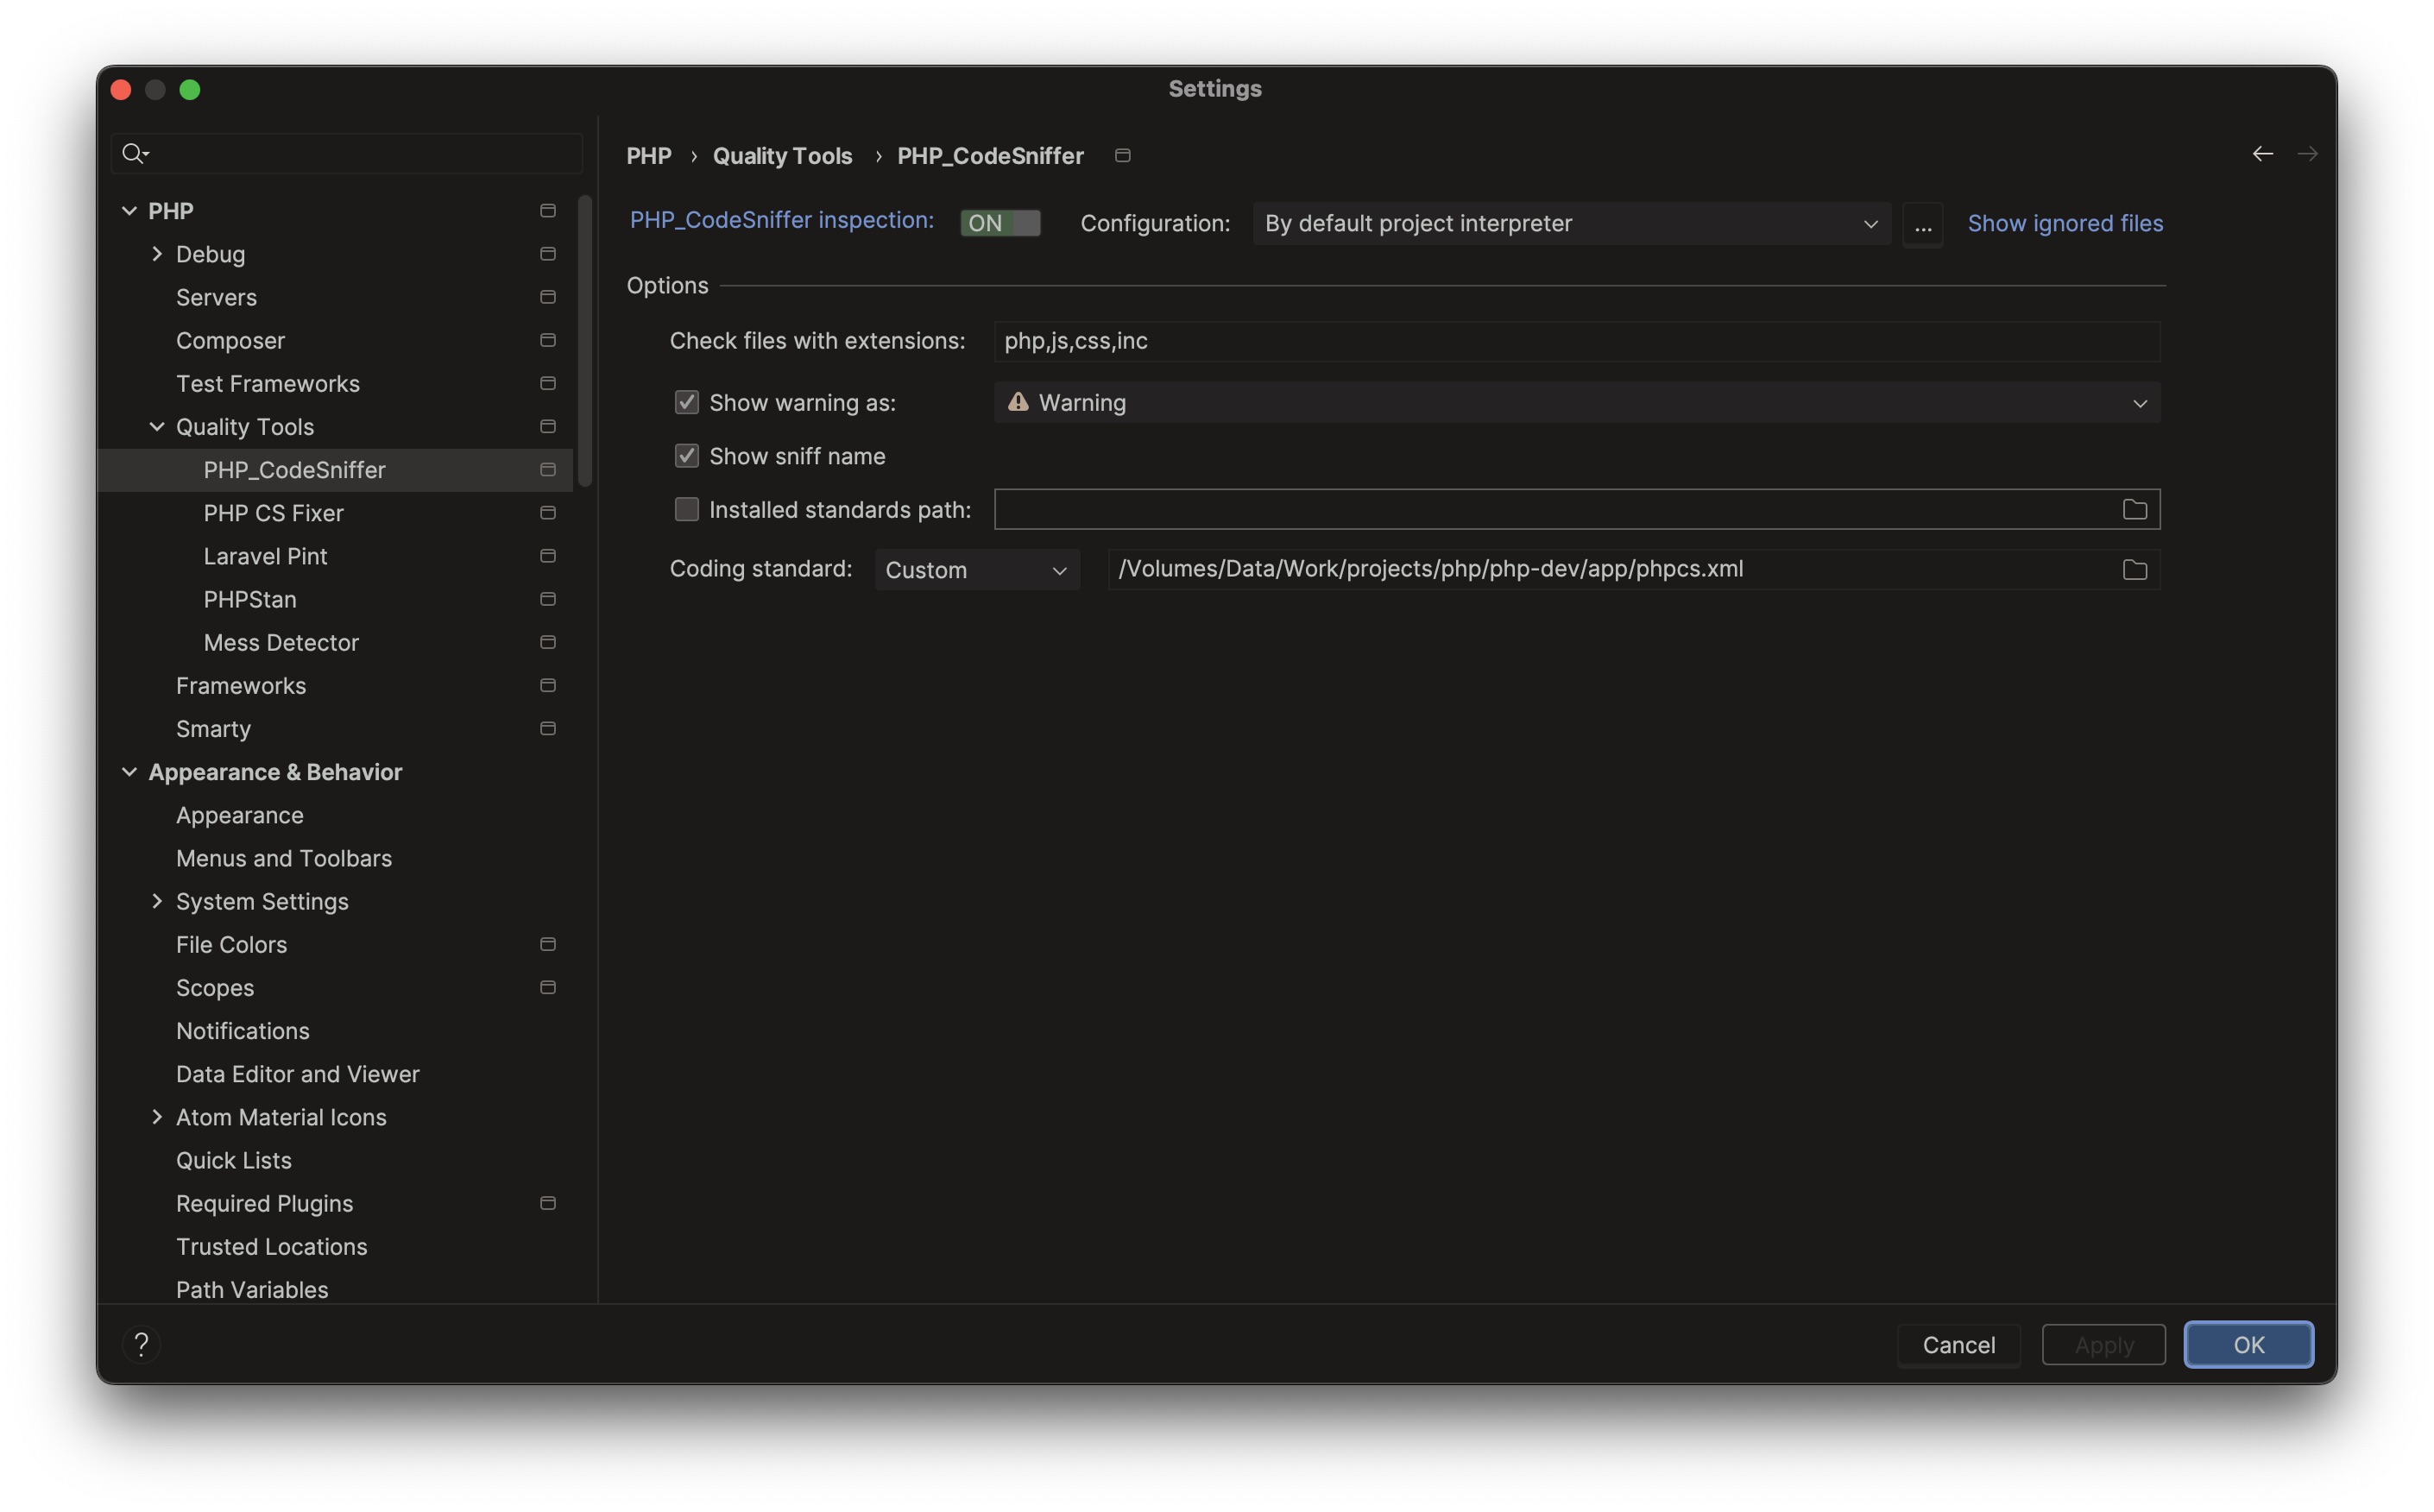 Settings
PHP
Debug
Servers
Composer
Test Frameworks
Quality Tools
PHP_CodeSniffer
PHP CS Fixer
Laravel Pint
PHPStan
Mess Detector
Frameworks
Smarty
Appearance & Behavior
Appearance
Menus and Toolbars
System Settings
File Colors
Scopes
Notifications
Data Editor and Viewer
Atom Material Icons
Quick Lists
Required Plugins
Trusted Locations
Path Variables
PHP › Quality Tools › PHP_CodeSniffer
PHP_CodeSniffer inspection: ON Configuration: By default project interpreter ... Show ignored files
Options
Check files with extensions: php,js,css,inc
Show warning as: Warning
Show sniff name
Installed standards path:
Coding standard: Custom /Volumes/Data/Work/projects/php/php-dev/app/phpcs.xml
? Cancel Apply OK